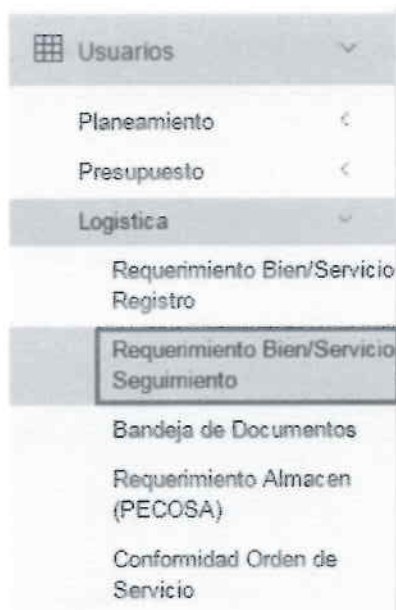 Usuarios
Planeamiento
Presupuesto
Logistica
Requerimiento Bien/Servicio
Registro
Requerimiento Bien/Servicio
Seguimiento
Bandeja de Documentos
Requerimiento Almacen
(PECOSA)
Conformidad Orden de
Servicio